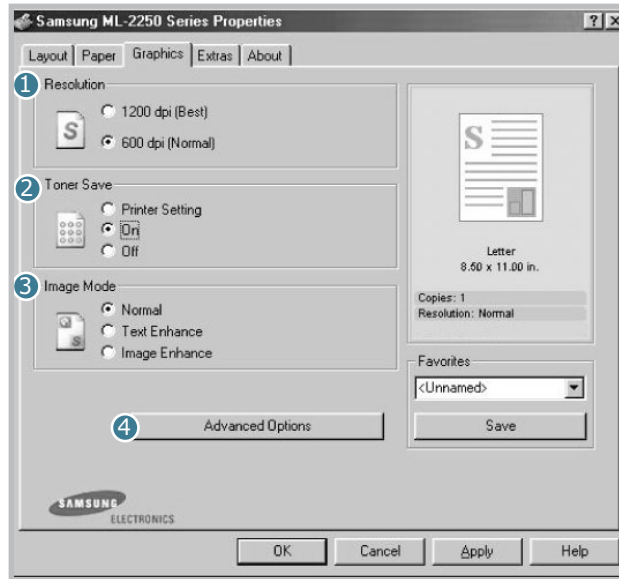 Samsung ML-2250 Series Properties
Layout Paper Graphics Extras About
1 Resolution
1200 dpi (Best)
600 dpi (Normal)
2 Toner Save
Printer Setting
On
Off
3 Image Mode
Normal
Text Enhance
Image Enhance
4 Advanced Options
S
S
S
Letter
8.50 x 11.00 in.
Copies: 1
Resolution: Normal
Favorites
<Unnamed>
Save
SAMSUNG
ELECTRONICS
OK Cancel Apply Help